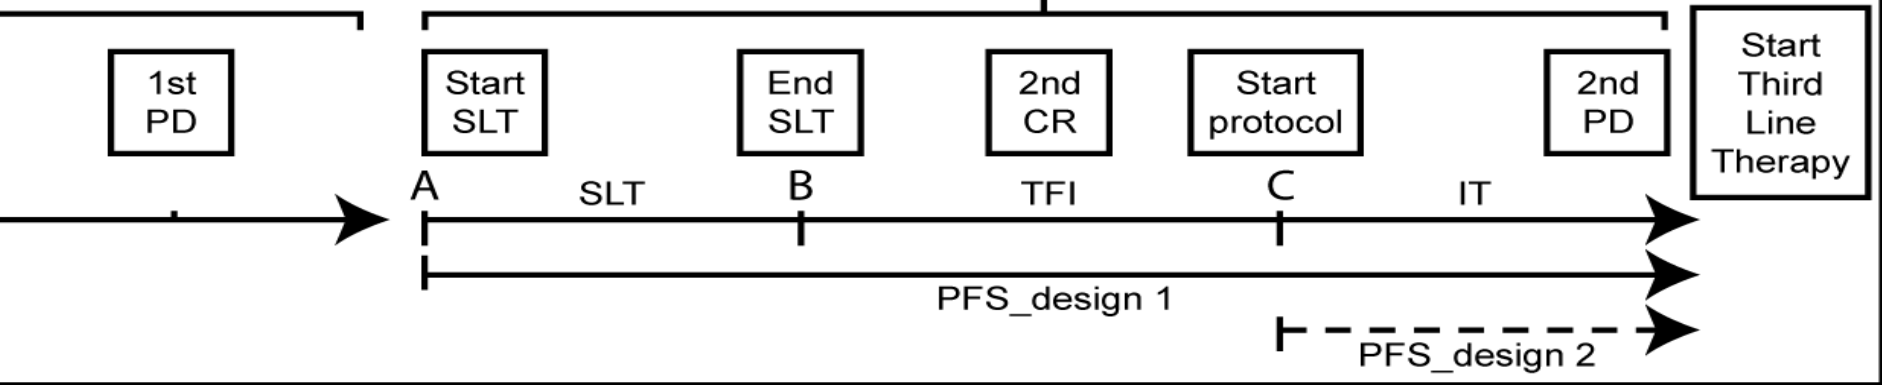 1st
PD
Start
SLT
End
SLT
2nd
CR
Start
protocol
2nd
PD
Start
Third
Line
Therapy
A
SLT
B
TFI
C
IT
PFS_design 1
PFS_design 2